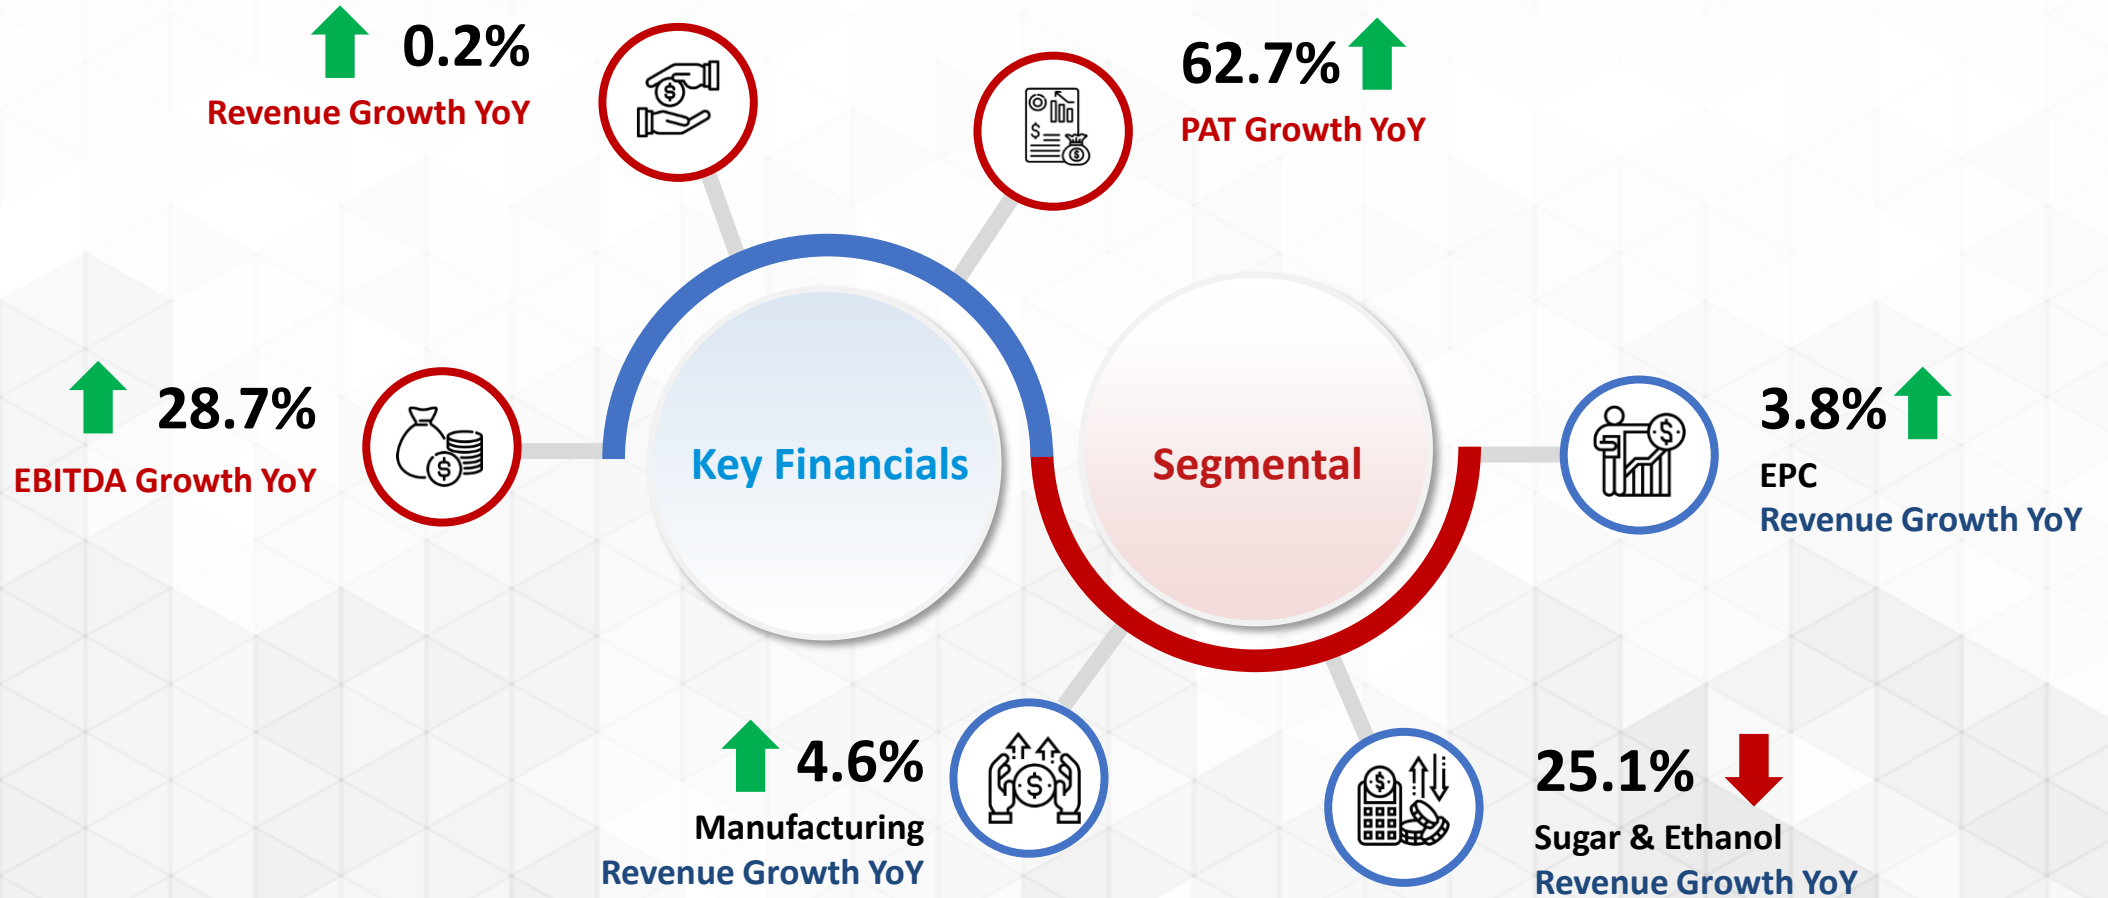 0.2%
Revenue Growth YoY
62.7%
PAT Growth YoY
28.7%
EBITDA Growth YoY
Key Financials
Segmental
3.8%
EPC
Revenue Growth YoY
4.6%
Manufacturing
Revenue Growth YoY
25.1%
Sugar & Ethanol
Revenue Growth YoY